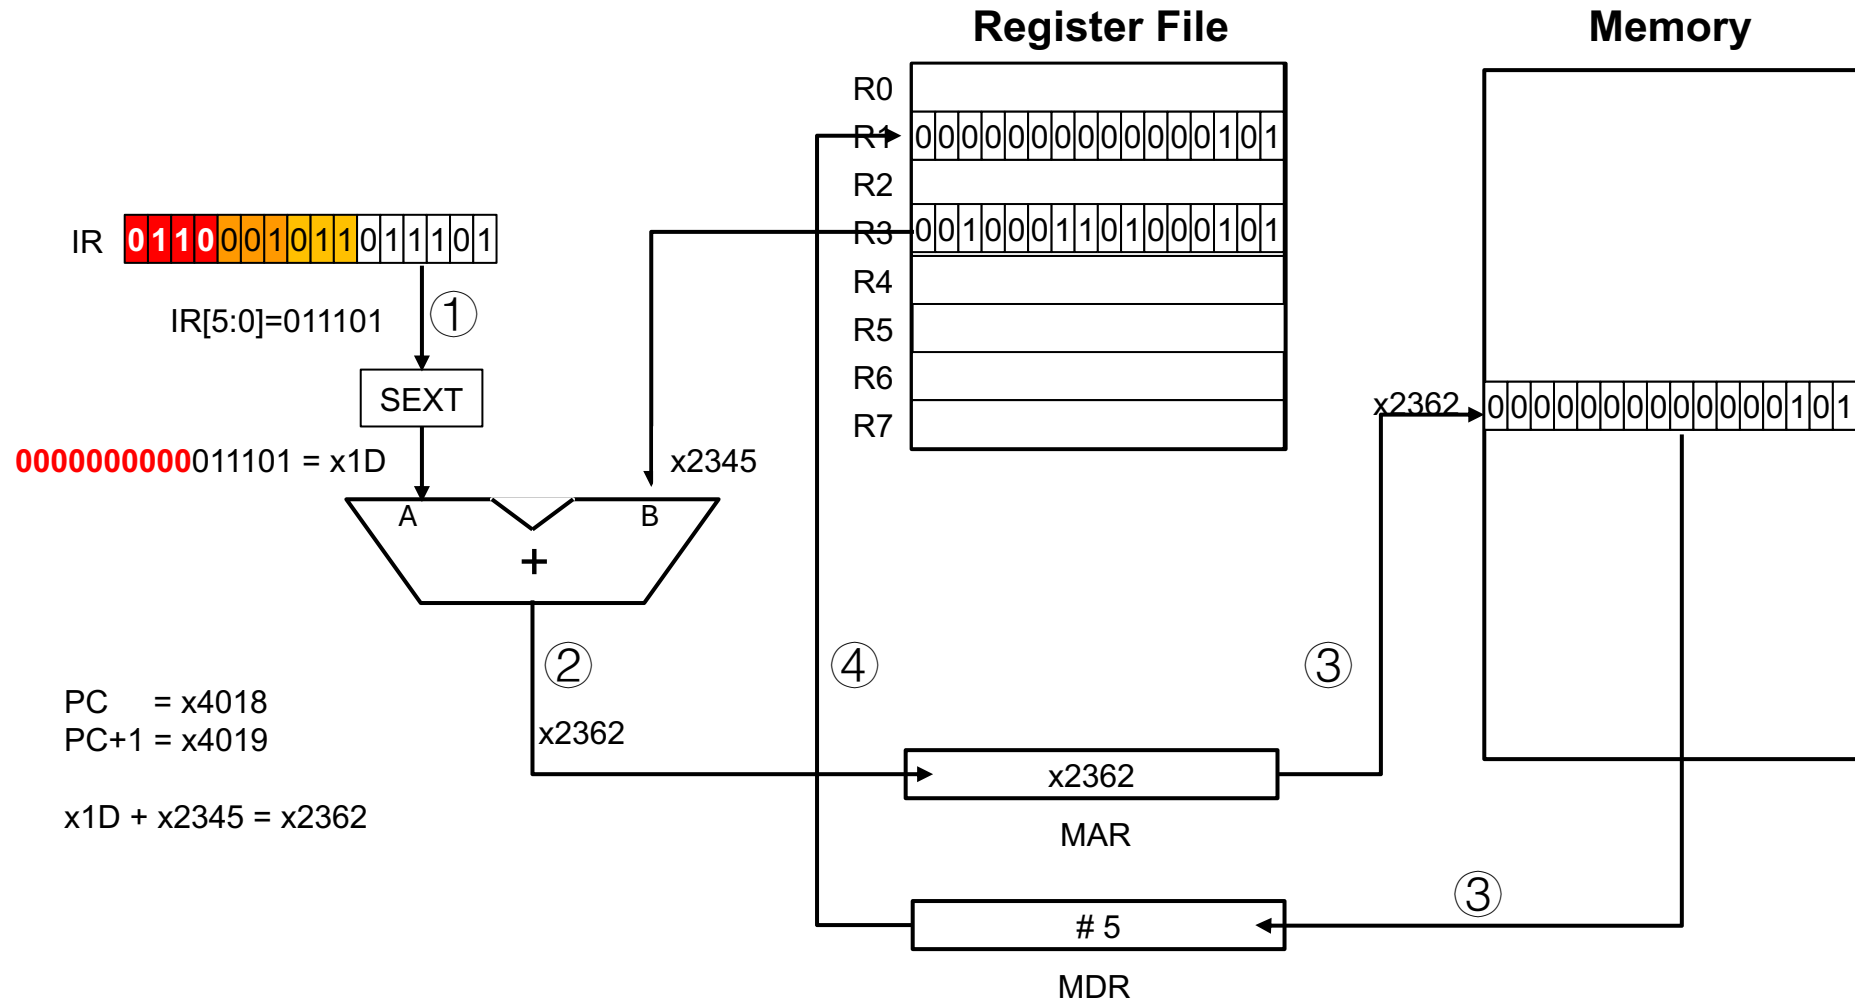 Register File
Memory
R0
R1 0000000000000101
R2
R3 0010001101000101
R4
R5
R6
R7
IR 0110001011011101
①
IR[5:0]=011101
SEXT
0000000000011101 = x1D
x2345
A
B
+
x2362 0000000000000101
②
④
③
PC = x4018
PC+1 = x4019
x2362
x2362
MAR
x1D + x2345 = x2362
③
# 5
MDR